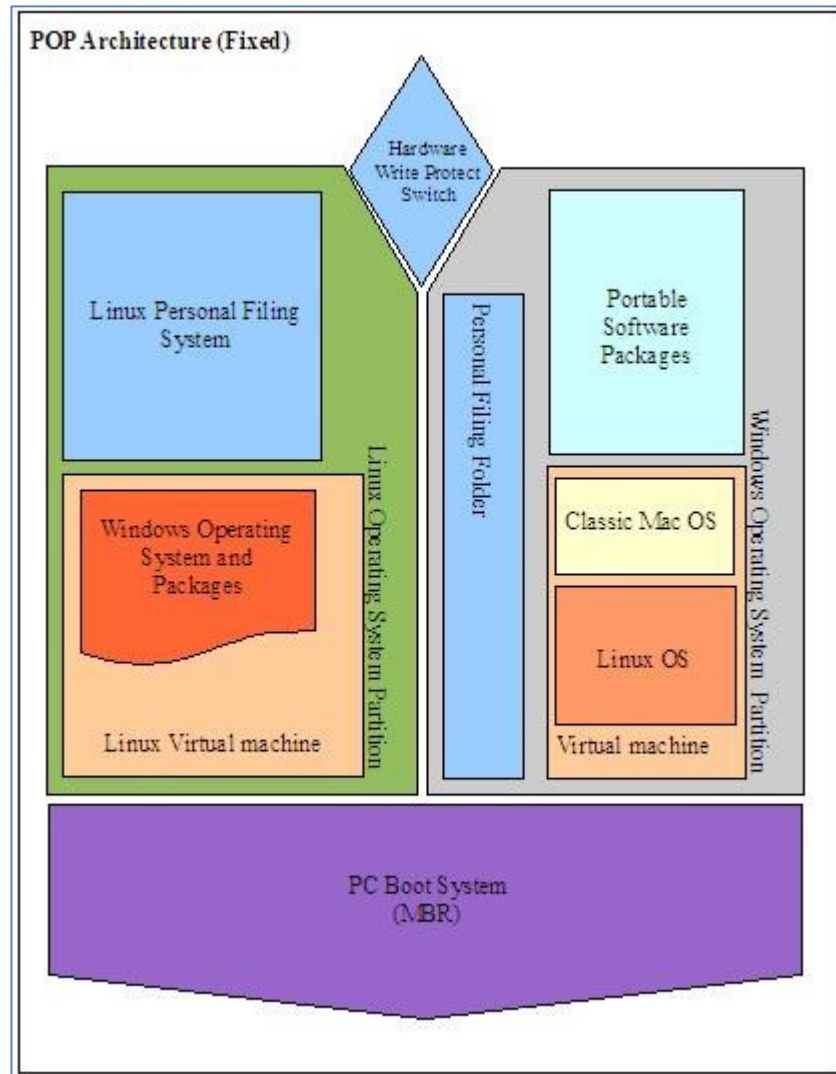 POP Architecture (Fixed)
Hardware
Write Protect
Switch
Linux Personal Filing
System
Windows Operating
System and
Packages
Linux Virtual machine
Linux Operating System Partition
Personal Filing Folder
Portable
Software
Packages
Classic Mac OS
Linux OS
Virtual machine
Windows Operating System Partition
PC Boot System
(MBR)